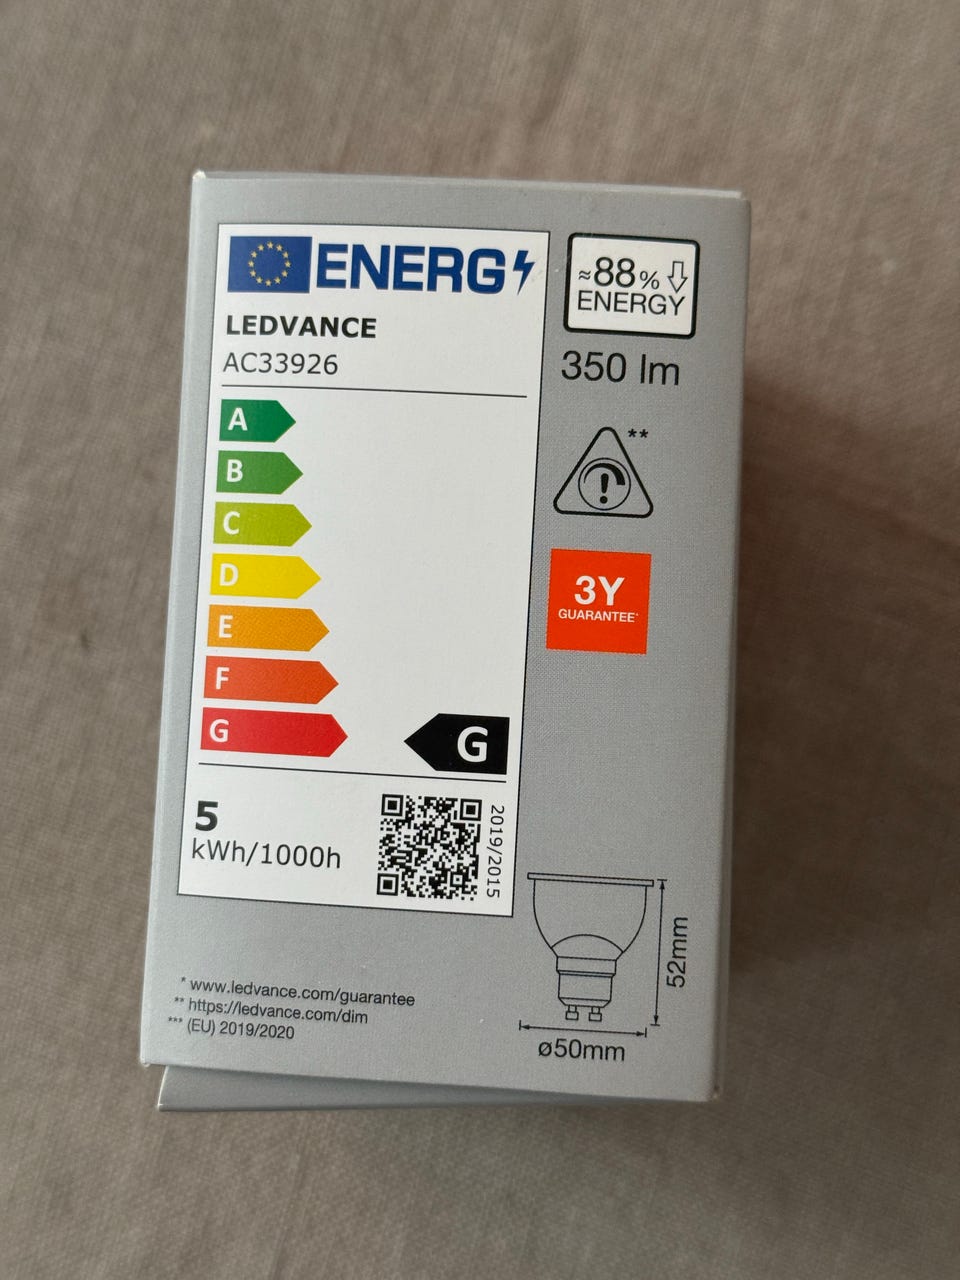 ENERG
LEDVANCE
AC33926
A
B
C
D
E
F
G
G
5
kWh/1000h
2019/2015
≈88%
ENERGY
350 lm
!
**
3Y
GUARANTEE*
52mm
ø50mm
* www.ledvance.com/guarantee
** https://ledvance.com/dim
*** (EU) 2019/2020